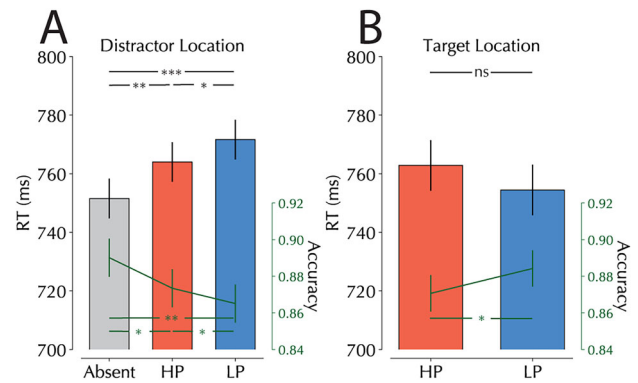 A
Distractor Location
800
780
760
740
720
700
RT (ms)
***
** *
0.92
0.90
0.88
0.86
0.84
Accuracy
**
* *
Absent HP LP
B
Target Location
800
780
760
740
720
700
RT (ms)
ns
0.92
0.90
0.88
0.86
0.84
Accuracy
*
HP LP